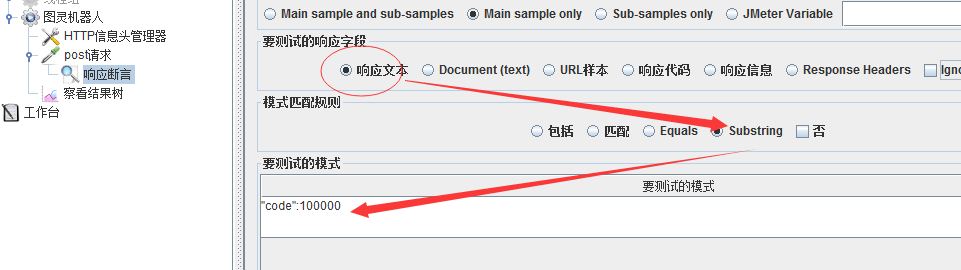 图灵机器人
HTTP信息头管理器
post请求
响应断言
察看结果树
工作台
Main sample and sub-samples Main sample only Sub-samples only JMeter Variable
要测试的响应字段
响应文本 Document (text) URL样本 响应代码 响应信息 Response Headers
模式匹配规则
包括 匹配 Equals Substring 否
要测试的模式
要测试的模式
"code":100000